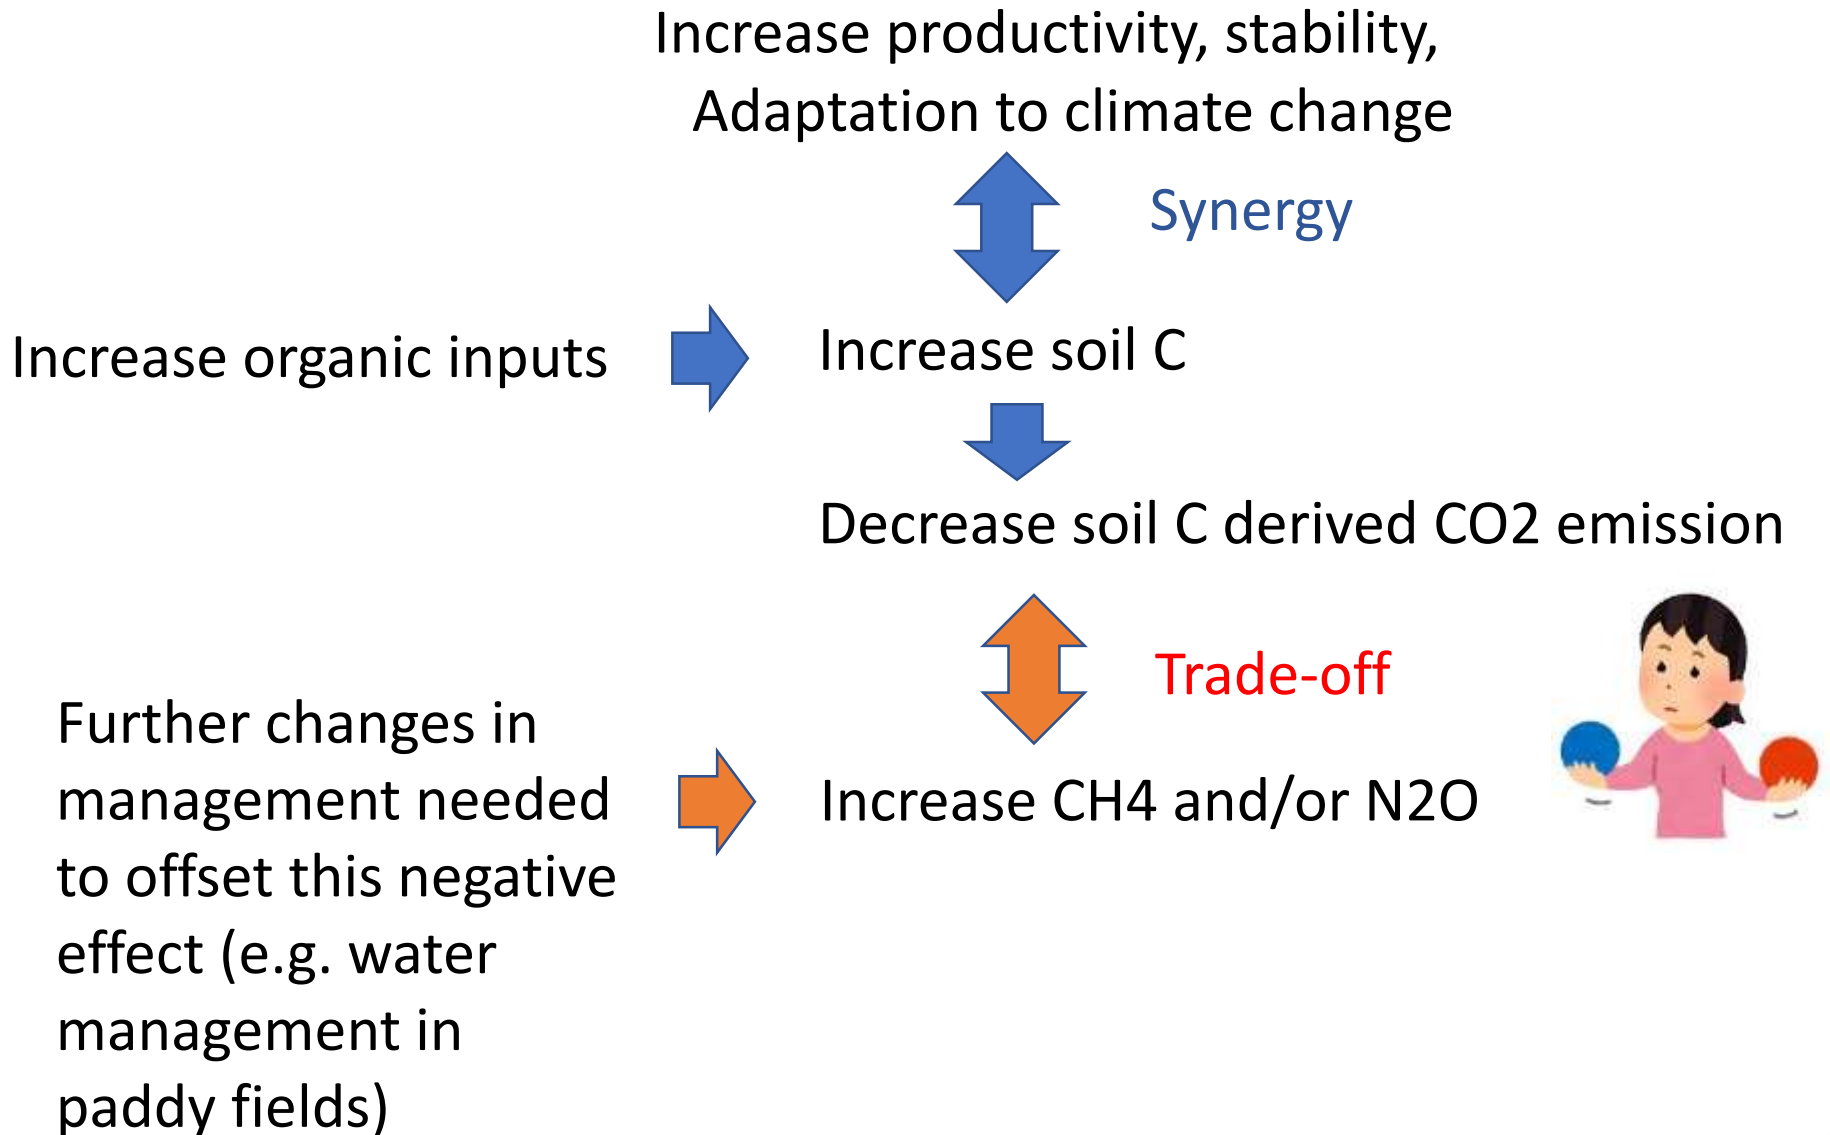 Increase productivity, stability,
Adaptation to climate change
Synergy
Increase organic inputs
Increase soil C
Decrease soil C derived CO2 emission
Trade-off
Further changes in
management needed
to offset this negative
effect (e.g. water
management in
paddy fields)
Increase CH4 and/or N2O